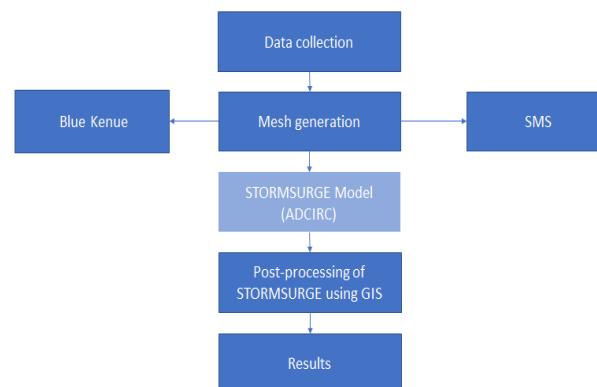 Data collection
Blue Kenue
Mesh generation
SMS
STORMSURGE Model
(ADCIRC)
Post-processing of
STORMSURGE using GIS
Results